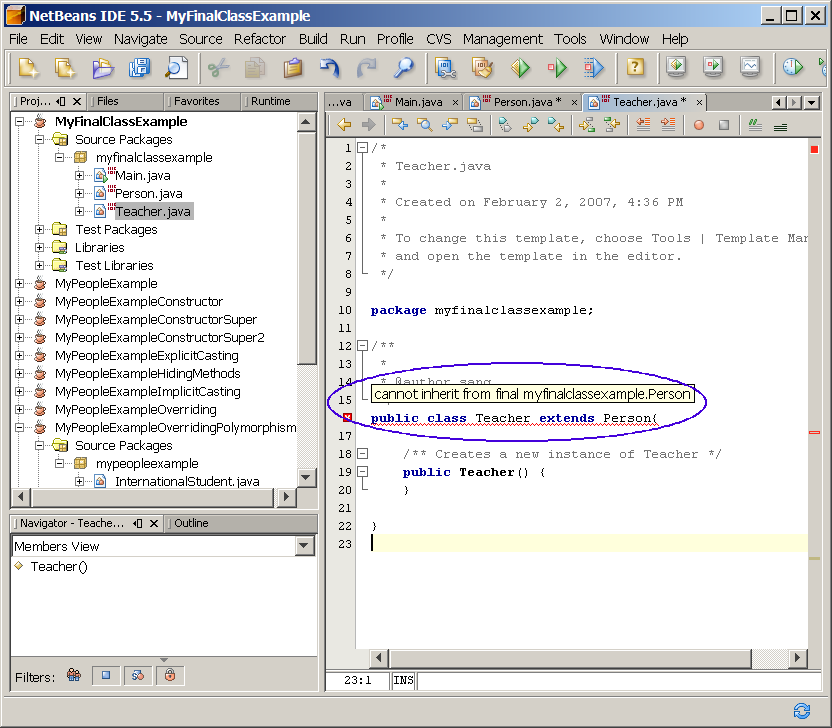 NetBeans IDE 5.5 - MyFinalClassExample
File Edit View Navigate Source Refactor Build Run Profile CVS Management Tools Window Help
Proj... Files Favorites Runtime
MyFinalClassExample
Source Packages
myfinalclassexample
Main.java
Person.java
Teacher.java
Test Packages
Libraries
Test Libraries
MyPeopleExample
MyPeopleExampleConstructor
MyPeopleExampleConstructorSuper
MyPeopleExampleConstructorSuper2
MyPeopleExampleExplicitCasting
MyPeopleExampleHidingMethods
MyPeopleExampleImplicitCasting
MyPeopleExampleOverriding
MyPeopleExampleOverridingPolymorphism
Source Packages
mypeopleexample
InternationalStudent.java
Navigator - Teache... Outline
Members View
Teacher()
Filters:
...va Main.java Person.java * Teacher.java *
1 /*
2 * Teacher.java
3 *
4 * Created on February 2, 2007, 4:36 PM
5 *
6 * To change this template, choose Tools | Template Man
7 * and open the template in the editor.
8 */
9
10 package myfinalclassexample;
11
12 /**
13 *
14 * @author sang
15
cannot inherit from final myfinalclassexample.Person
public class Teacher extends Person{
17
18 /** Creates a new instance of Teacher */
19 public Teacher() {
20 }
21
22 }
23
23:1 INS